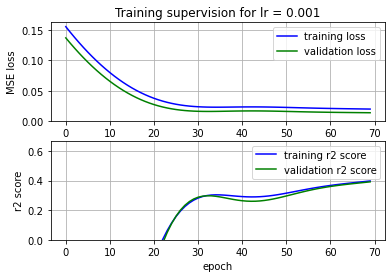 Training supervision for lr = 0.001
0.15
0.10
0.05
0.00
MSE loss
training loss
validation loss
0 10 20 30 40 50 60 70
0.6
0.4
0.2
0.0
r2 score
training r2 score
validation r2 score
0 10 20 30 40 50 60 70
epoch